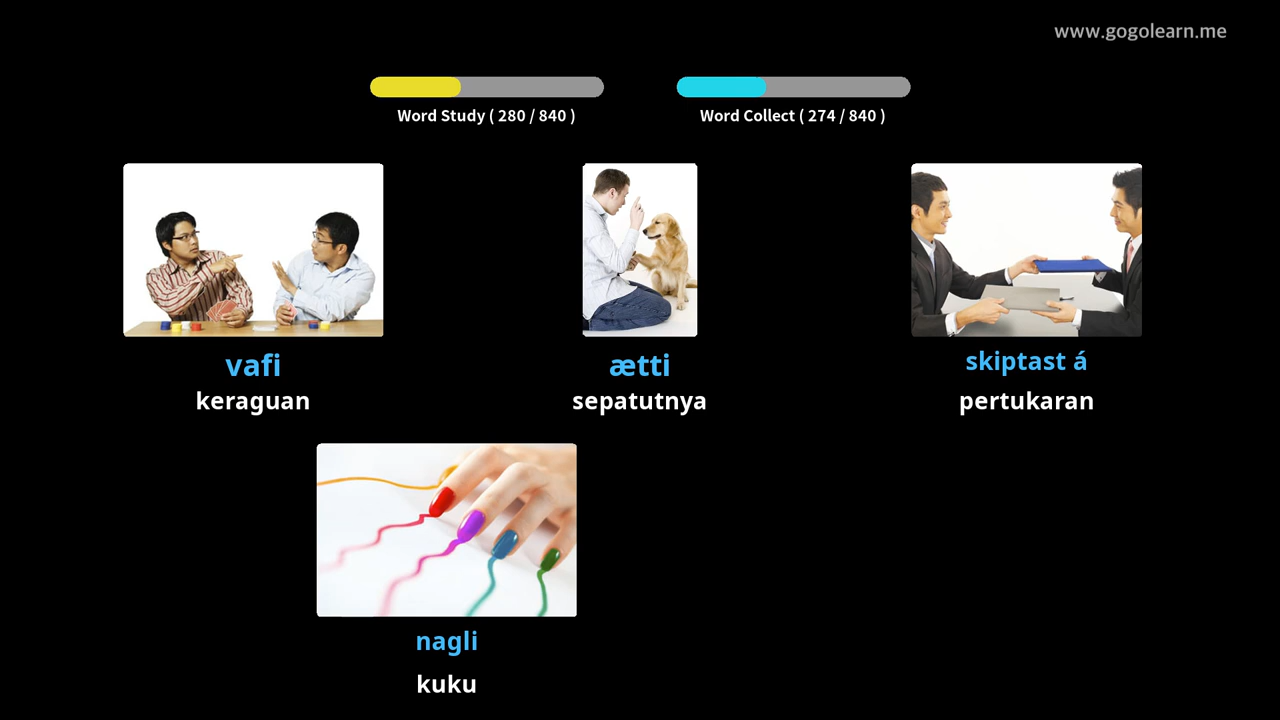 www.gogolearn.me
Word Study ( 280 / 840 )
Word Collect ( 274 / 840 )
vafi
keraguan
ætti
sepatutnya
skiptast á
pertukaran
nagli
kuku